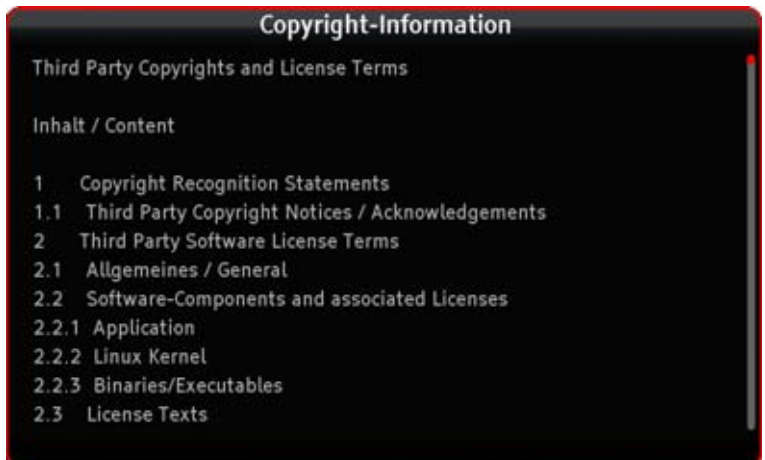 Copyright-Information
Third Party Copyrights and License Terms
Inhalt / Content
1 Copyright Recognition Statements
1.1 Third Party Copyright Notices / Acknowledgements
2 Third Party Software License Terms
2.1 Allgemeines / General
2.2 Software-Components and associated Licenses
2.2.1 Application
2.2.2 Linux Kernel
2.2.3 Binaries/Executables
2.3 License Texts